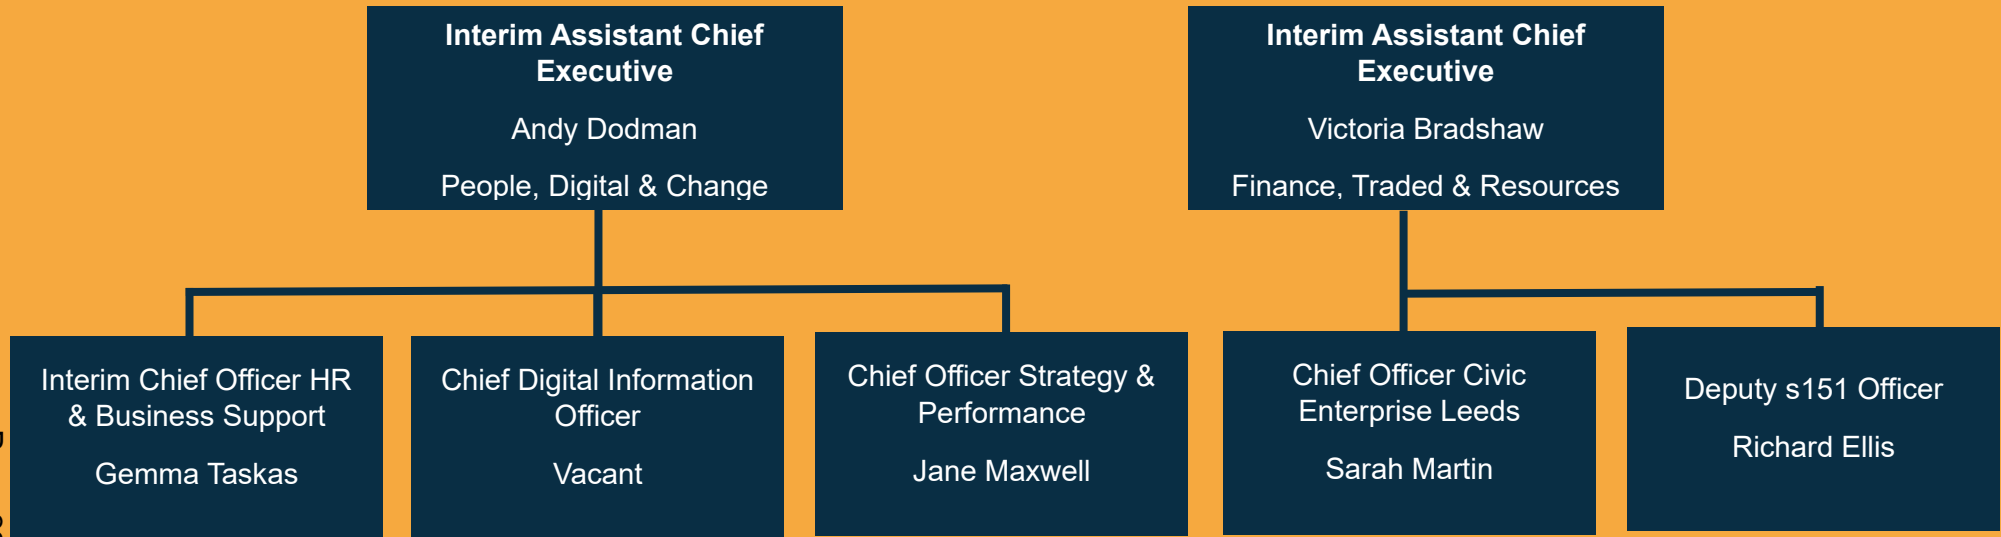 Interim Assistant Chief
Executive
Andy Dodman
People, Digital & Change
Interim Assistant Chief
Executive
Victoria Bradshaw
Finance, Traded & Resources
Interim Chief Officer HR
& Business Support
Gemma Taskas
Chief Digital Information
Officer
Vacant
Chief Officer Strategy &
Performance
Jane Maxwell
Chief Officer Civic
Enterprise Leeds
Sarah Martin
Deputy s151 Officer
Richard Ellis